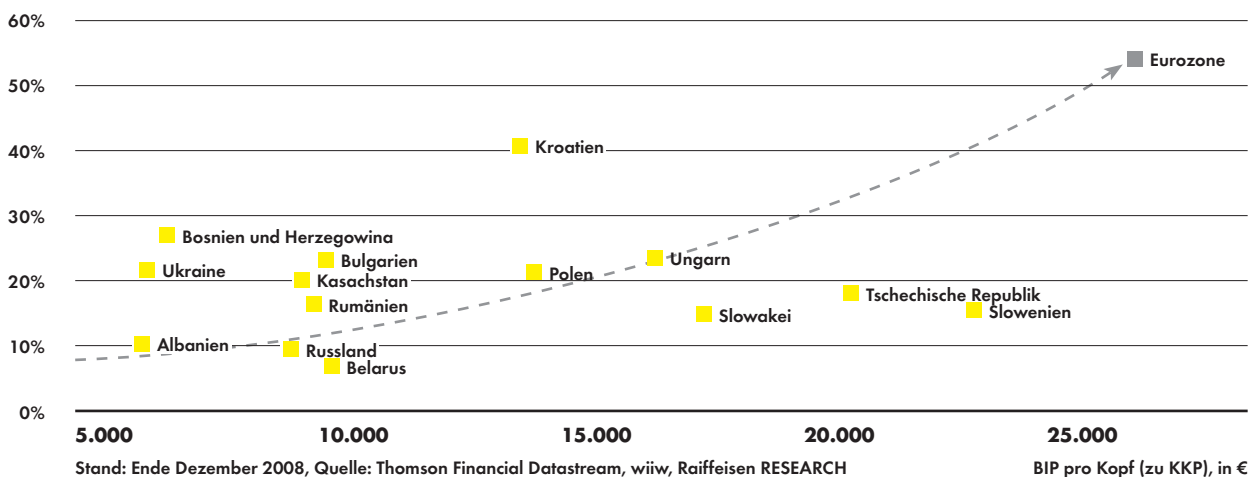 60%
Eurozone
50%
40%
Kroatien
30%
Bosnien und Herzegowina
Bulgarien
Ungarn
Ukraine
20%
Kasachstan
Polen
Tschechische Republik
Rumänien
Slowakei
Slowenien
10%
Albanien
Russland
Belarus
0%
5.000 10.000 15.000 20.000 25.000
Stand: Ende Dezember 2008, Quelle: Thomson Financial Datastream, wiiw, Raiffeisen RESEARCH
BIP pro Kopf (zu KKP), in €